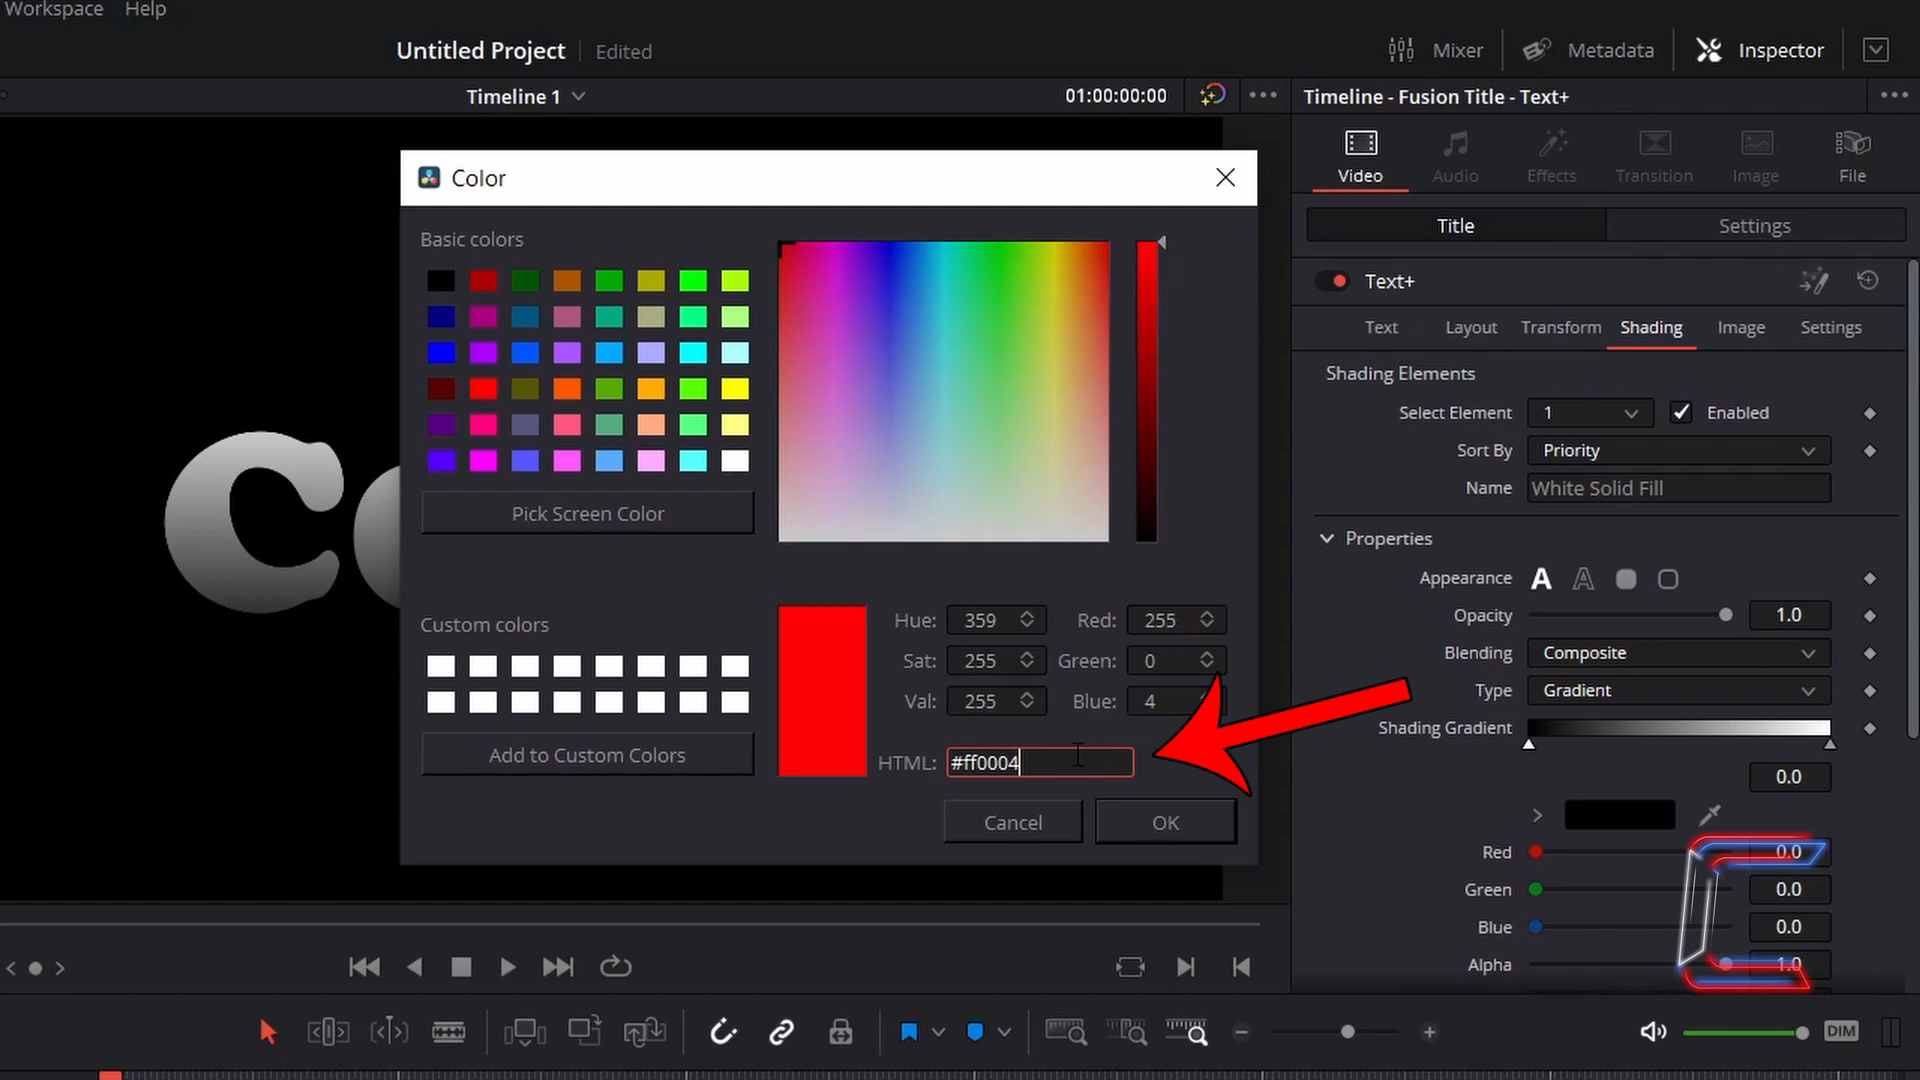 Workspace Help
Untitled Project Edited
Mixer Metadata Inspector
Timeline 1 01:00:00:00
Timeline - Fusion Title - Text+
Video Audio Effects Transition Image File
Title Settings
Text+
Text Layout Transform Shading Image Settings
Shading Elements
Select Element 1 Enabled
Sort By Priority
Name White Solid Fill
Properties
Appearance A A
Opacity 1.0
Blending Composite
Type Gradient
Shading Gradient
0.0
Red 0.0
Green 0.0
Blue 0.0
Alpha 1.0
Color
Basic colors
Pick Screen Color
Custom colors
Add to Custom Colors
Hue: 359 Red: 255
Sat: 255 Green: 0
Val: 255 Blue: 4
HTML: #ff0004
Cancel OK
DIM